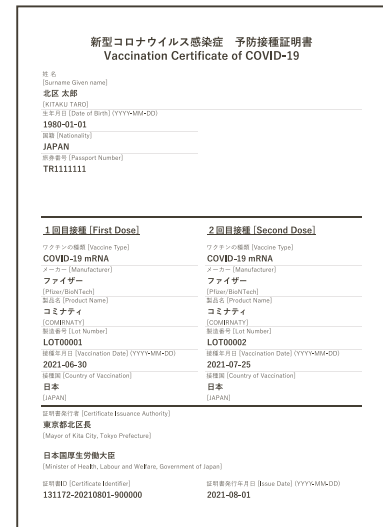 新型コロナウイルス感染症　予防接種証明書
Vaccination Certificate of COVID-19
姓 名
[Surname Given name]
北区 太郎
[KITAKU TARO]
生年月日 [Date of Birth] (YYYY-MM-DD)
1980-01-01
国籍 [Nationality]
JAPAN
旅券番号 [Passport Number]
TR1111111
1回目接種 [First Dose]
ワクチンの種類 [Vaccine Type]
COVID-19 mRNA
メーカー [Manufacturer]
ファイザー
[Pfizer/BioNTech]
製品名 [Product Name]
コミナティ
[COMIRNATY]
製造番号 [Lot Number]
LOT00001
接種年月日 [Vaccination Date] (YYYY-MM-DD)
2021-06-30
接種国 [Country of Vaccination]
日本
[JAPAN]
2回目接種 [Second Dose]
ワクチンの種類 [Vaccine Type]
COVID-19 mRNA
メーカー [Manufacturer]
ファイザー
[Pfizer/BioNTech]
製品名 [Product Name]
コミナティ
[COMIRNATY]
製造番号 [Lot Number]
LOT00002
接種年月日 [Vaccination Date] (YYYY-MM-DD)
2021-07-25
接種国 [Country of Vaccination]
日本
[JAPAN]
証明書発行者 [Certificate Issuance Authority]
東京都北区長
[Mayor of Kita City, Tokyo Prefecture]
日本国厚生労働大臣
[Minister of Health, Labour and Welfare, Government of Japan]
証明書ID [Certificate Identifier]
131172-20210801-900000
証明書発行年月日 [Issue Date] (YYYY-MM-DD)
2021-08-01